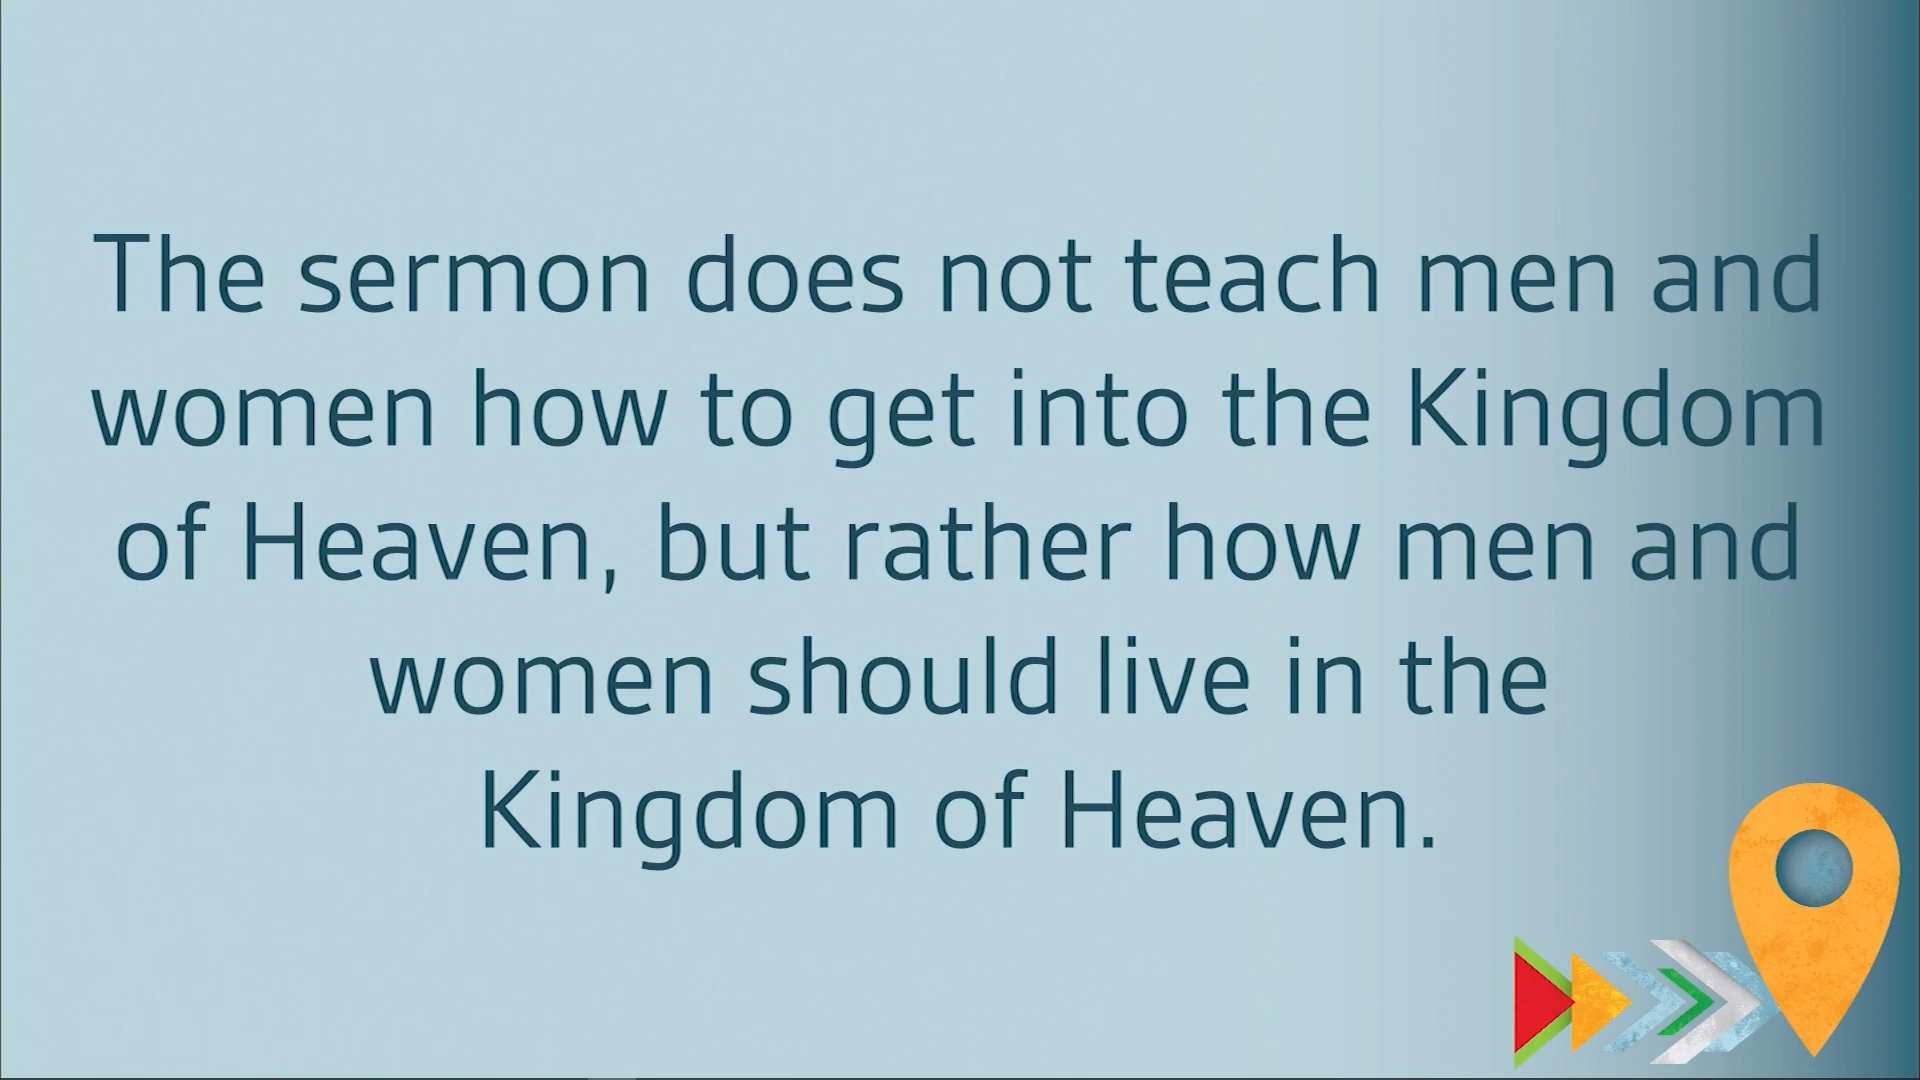 The sermon does not teach men and
women how to get into the Kingdom
of Heaven, but rather how men and
women should live in the
Kingdom of Heaven.